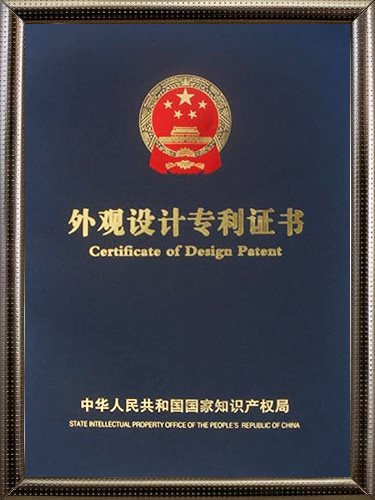 外观设计专利证书
Certificate of Design Patent
中华人民共和国国家知识产权局
STATE INTELLECTUAL PROPERTY OFFICE OF THE PEOPLE'S REPUBLIC OF CHINA